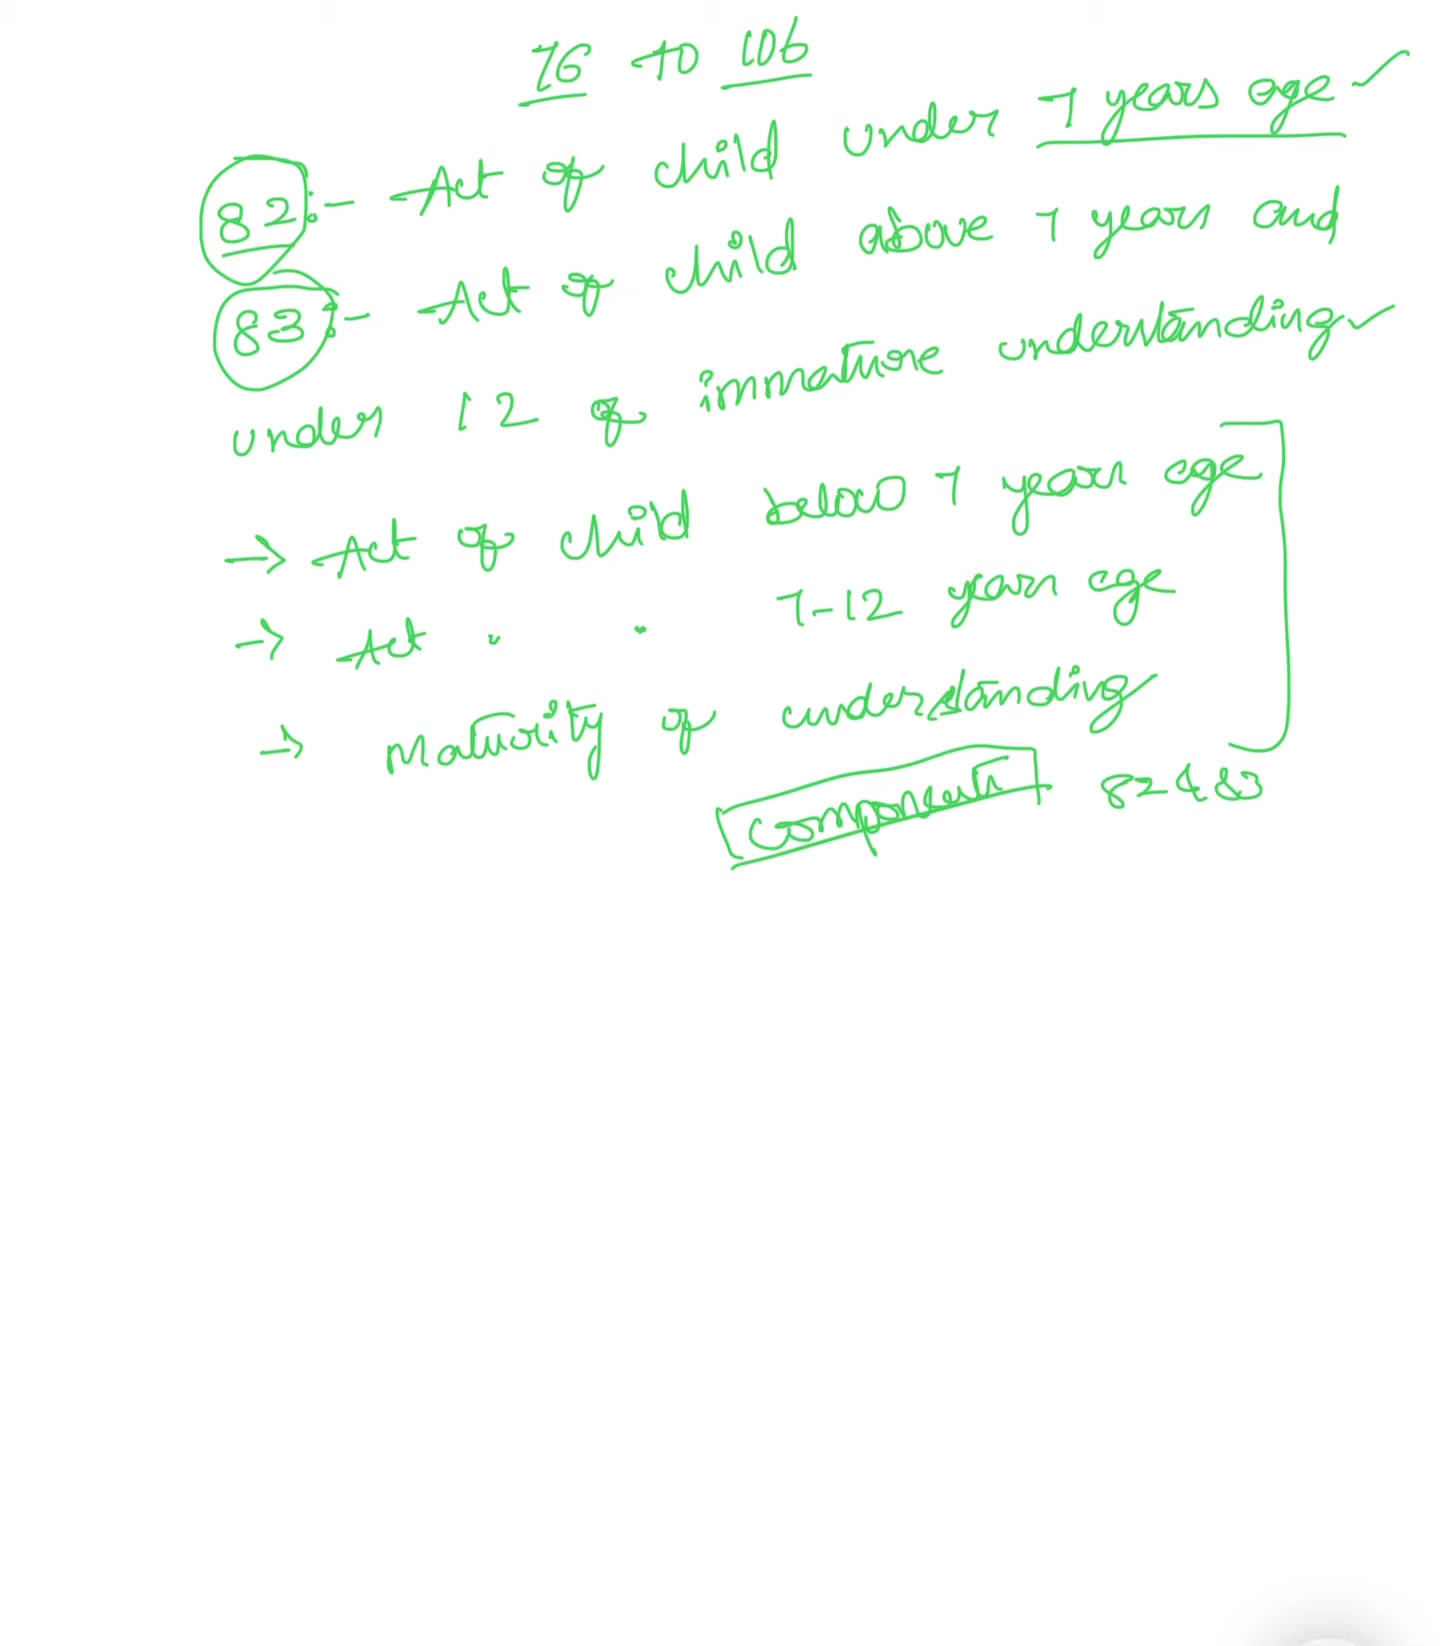 76 to 106
82:- Act of child under 7 years age
83:- Act of child above 7 years and
under 12 of immature understanding
→ Act of child below 7 years age
→ Act " " 7-12 years age
→ Maturity of understanding
Components 82 & 83